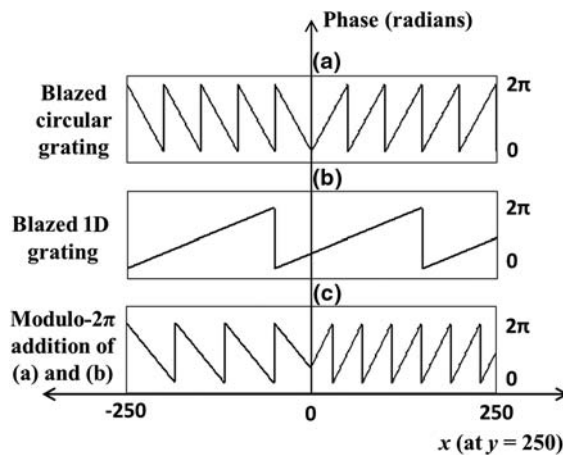 Phase (radians)
(a)
Blazed
circular
grating
2π
0
(b)
Blazed 1D
grating
2π
0
(c)
Modulo-2π
addition of
(a) and (b)
2π
0
-250
0
250
x (at y = 250)